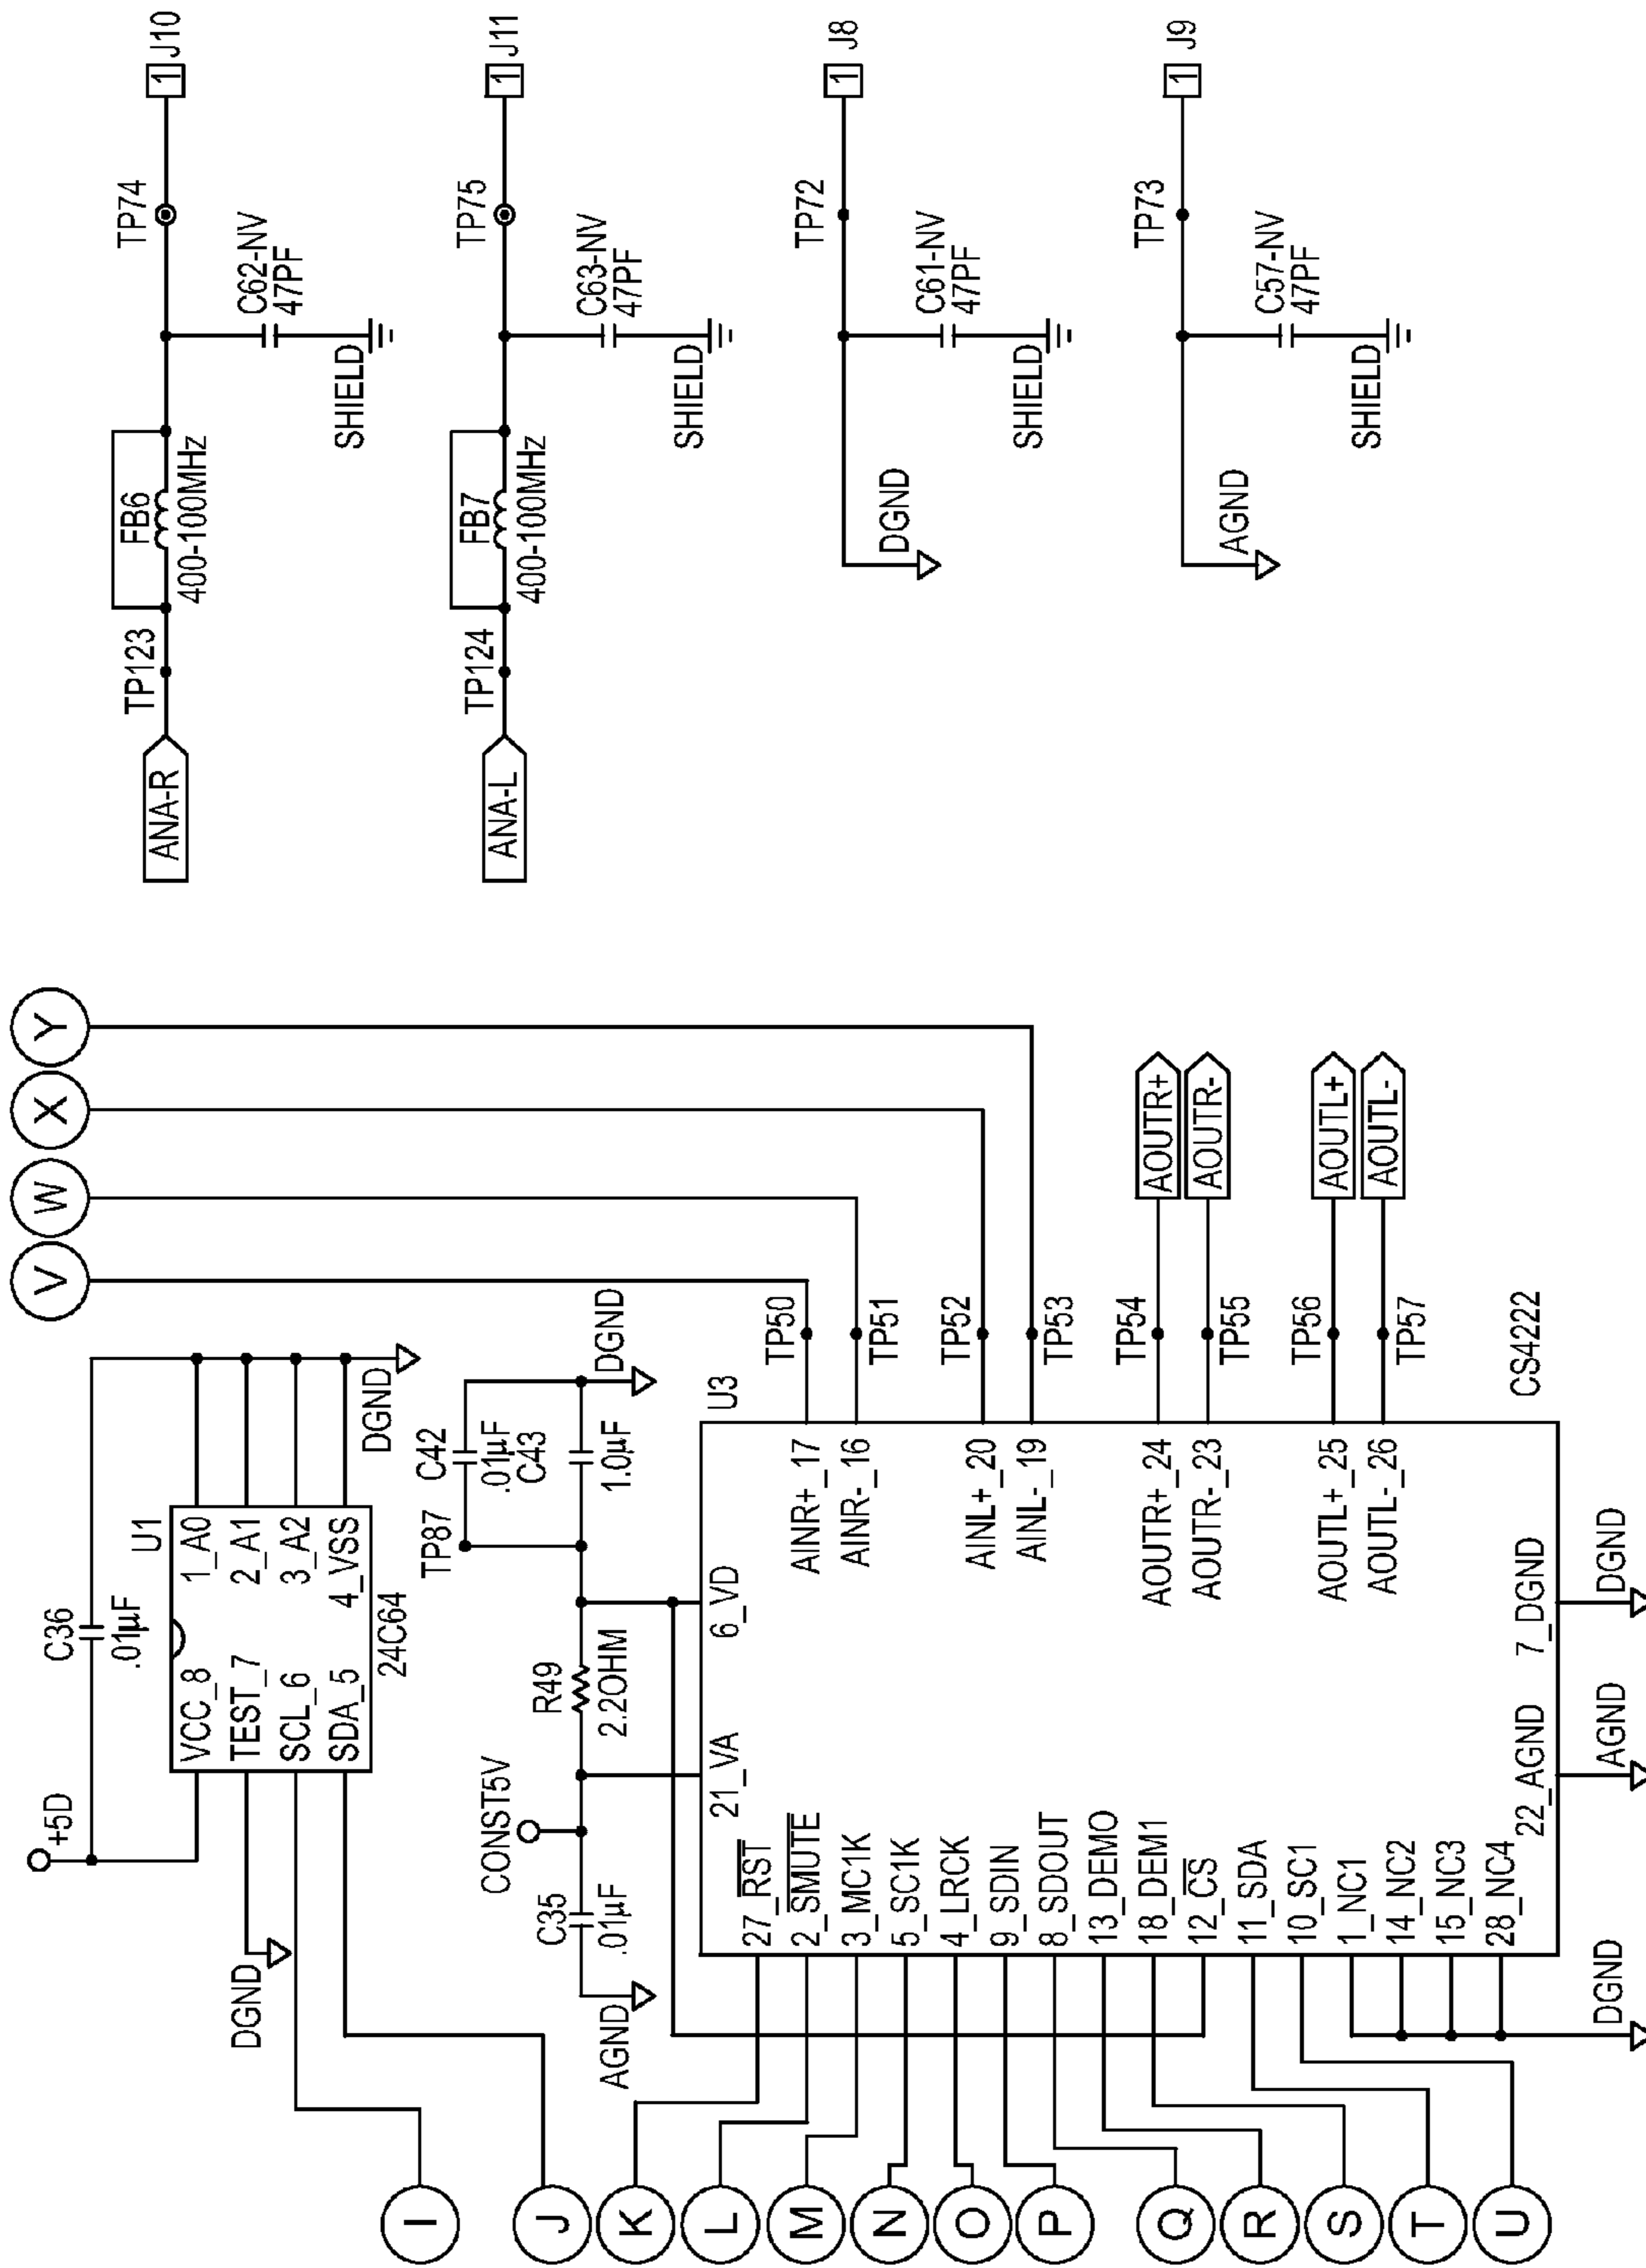 +5D
C36
.01µF
U1
VCC_8
1_A0
TEST_7
2_A1
SCL_6
3_A2
SDA_5
4_VSS
24C64
DGND
DGND
I
J
V
W
X
Y
CONST5V
C35
.01µF
AGND
R49
2.2OHM
TP87
C42
.01µF
C43
1.0µF
DGND
U3
21_VA
6_VD
27_RST
2_SMUTE
3_MC1K
5_SC1K
4_LRCK
9_SDIN
8_SDOUT
13_DEMO
18_DEM1
12_CS
11_SDA
10_SC1
1_NC1
14_NC2
15_NC3
28_NC4
AINR+_17
AINR-_16
AINL+_20
AINL-_19
AOUTR+_24
AOUTR-_23
AOUTL+_25
AOUTL-_26
22_AGND
7_DGND
CS4222
K
L
M
N
O
P
Q
R
S
T
U
DGND
AGND
DGND
TP50
TP51
TP52
TP53
TP54
TP55
TP56
TP57
AOUTR+
AOUTR-
AOUTL+
AOUTL-
ANA-R
TP123
FB6
400-100MHz
TP74
1 J10
C62-NV
47PF
SHIELD
ANA-L
TP124
FB7
400-100MHz
TP75
1 J11
C63-NV
47PF
SHIELD
DGND
TP72
1 J8
C61-NV
47PF
SHIELD
AGND
TP73
1 J9
C57-NV
47PF
SHIELD